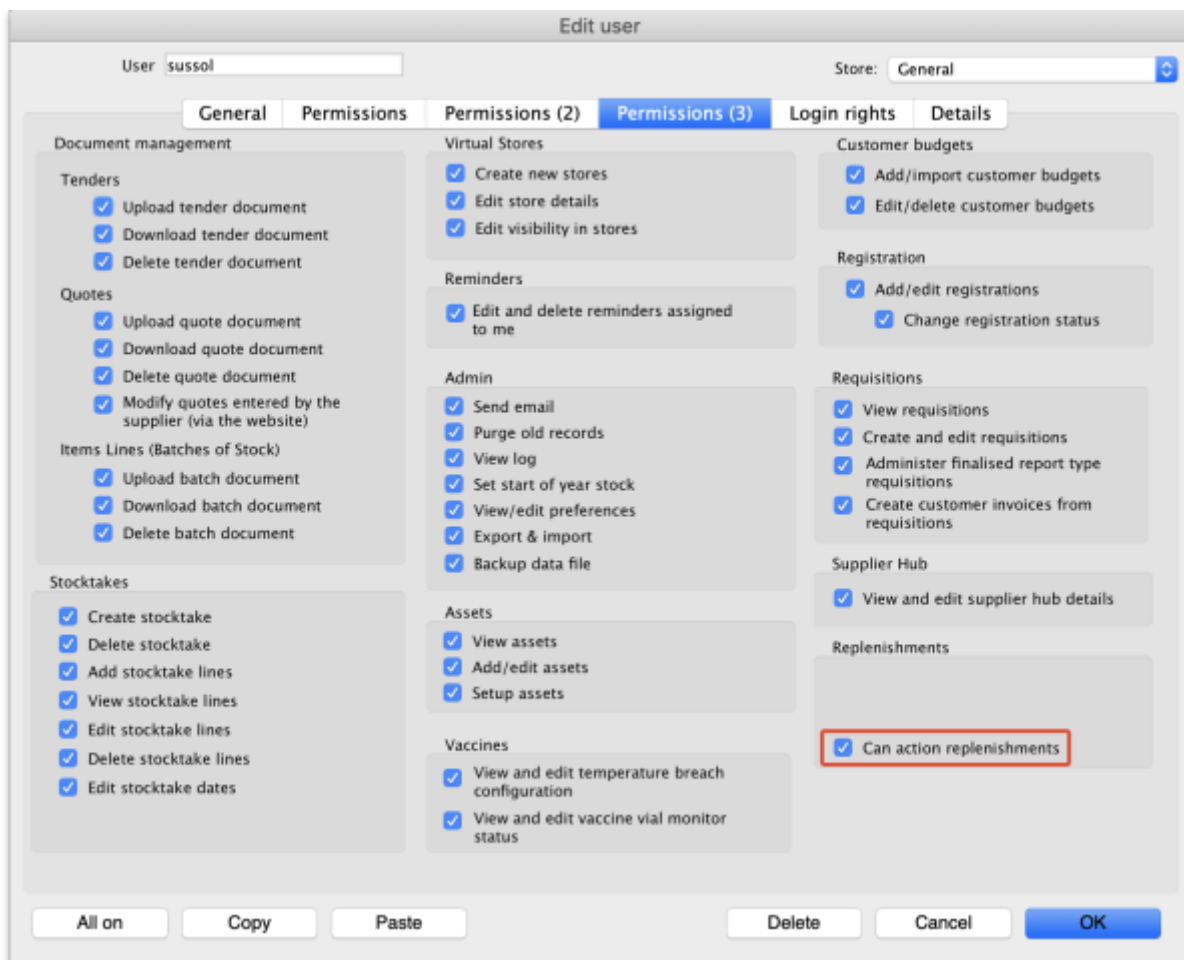 Edit user
User sussol
Store: General
General Permissions Permissions (2) Permissions (3) Login rights Details
Document management
Tenders
Upload tender document
Download tender document
Delete tender document
Quotes
Upload quote document
Download quote document
Delete quote document
Modify quotes entered by the
supplier (via the website)
Items Lines (Batches of Stock)
Upload batch document
Download batch document
Delete batch document
Stocktakes
Create stocktake
Delete stocktake
Add stocktake lines
View stocktake lines
Edit stocktake lines
Delete stocktake lines
Edit stocktake dates
Virtual Stores
Create new stores
Edit store details
Edit visibility in stores
Reminders
Edit and delete reminders assigned
to me
Admin
Send email
Purge old records
View log
Set start of year stock
View/edit preferences
Export & import
Backup data file
Assets
View assets
Add/edit assets
Setup assets
Vaccines
View and edit temperature breach
configuration
View and edit vaccine vial monitor
status
Customer budgets
Add/import customer budgets
Edit/delete customer budgets
Registration
Add/edit registrations
Change registration status
Requisitions
View requisitions
Create and edit requisitions
Administer finalised report type
requisitions
Create customer invoices from
requisitions
Supplier Hub
View and edit supplier hub details
Replenishments
Can action replenishments
All on Copy Paste Delete Cancel OK